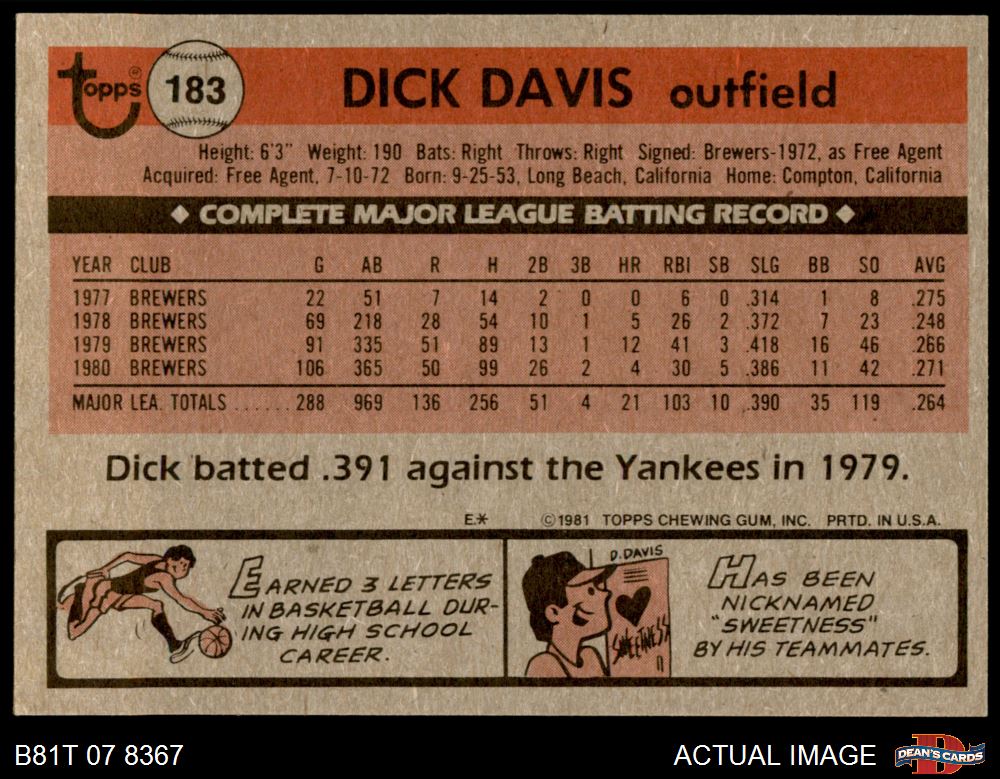 topps® 183 DICK DAVIS outfield
Height: 6'3" Weight: 190 Bats: Right Throws: Right Signed: Brewers-1972, as Free Agent
Acquired: Free Agent, 7-10-72 Born: 9-25-53, Long Beach, California Home: Compton, California
◆ COMPLETE MAJOR LEAGUE BATTING RECORD ◆
YEAR CLUB G AB R H 2B 3B HR RBI SB SLG BB SO AVG
1977 BREWERS 22 51 7 14 2 0 0 6 0 .314 1 8 .275
1978 BREWERS 69 218 28 54 10 1 5 26 2 .372 7 23 .248
1979 BREWERS 91 335 51 89 13 1 12 41 3 .418 16 46 .266
1980 BREWERS 106 365 50 99 26 2 4 30 5 .386 11 42 .271
MAJOR LEA. TOTALS ...... 288 969 136 256 51 4 21 103 10 .390 35 119 .264
Dick batted .391 against the Yankees in 1979.
E.* ©1981 TOPPS CHEWING GUM, INC. PRTD. IN U.S.A.
EARNED 3 LETTERS
IN BASKETBALL DUR-
ING HIGH SCHOOL
CAREER.
D. DAVIS
SWEETNESS
HAS BEEN
NICKNAMED
"SWEETNESS"
BY HIS TEAMMATES.
B81T 07 8367 ACTUAL IMAGE D DEAN'S CARDS